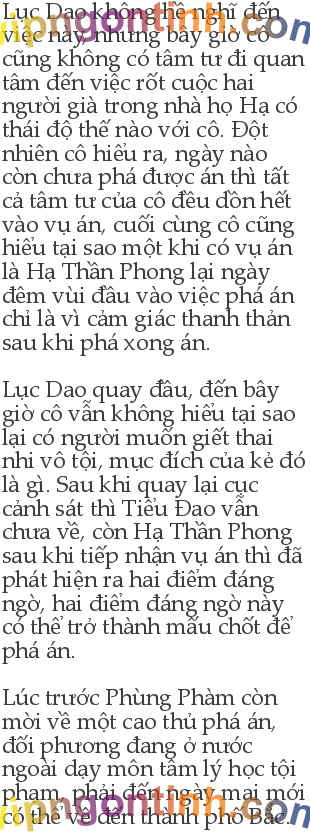 Lục Dao không hề nghĩ đến
việc này, nhưng bây giờ cô
cũng không có tâm tư đi quan
tâm đến việc rốt cuộc hai
người già trong nhà họ Hạ có
thái độ thế nào với cô. Đột
nhiên cô hiểu ra, ngày nào
còn chưa phá được án thì tất
cả tâm tư của cô đều dồn hết
vào vụ án, cuối cùng cô cũng
hiểu tại sao một khi có vụ án
là Hạ Thần Phong lại ngày
đêm vùi đầu vào việc phá án
chỉ là vì cảm giác thanh thản
sau khi phá xong án.

Lục Dao quay đầu, đến bây
giờ cô vẫn không hiểu tại sao
lại có người muốn giết thai
nhi vô tội, mục đích của kẻ đó
là gì. Sau khi quay lại cục
cảnh sát thì Tiểu Đao vẫn
chưa về, còn Hạ Thần Phong
sau khi tiếp nhận vụ án thì đã
phát hiện ra hai điểm đáng
ngờ, hai điểm đáng ngờ này
có thể trở thành mấu chốt để
phá án.

Lúc trước Phùng Phàm còn
mời về một cao thủ phá án,
đối phương đang ở nước
ngoài dạy môn tâm lý học tội
phạm, phải đến ngày mai mới
có thể về đến thành phố Bắc.
vipngontinh.com
vipngontinh.com